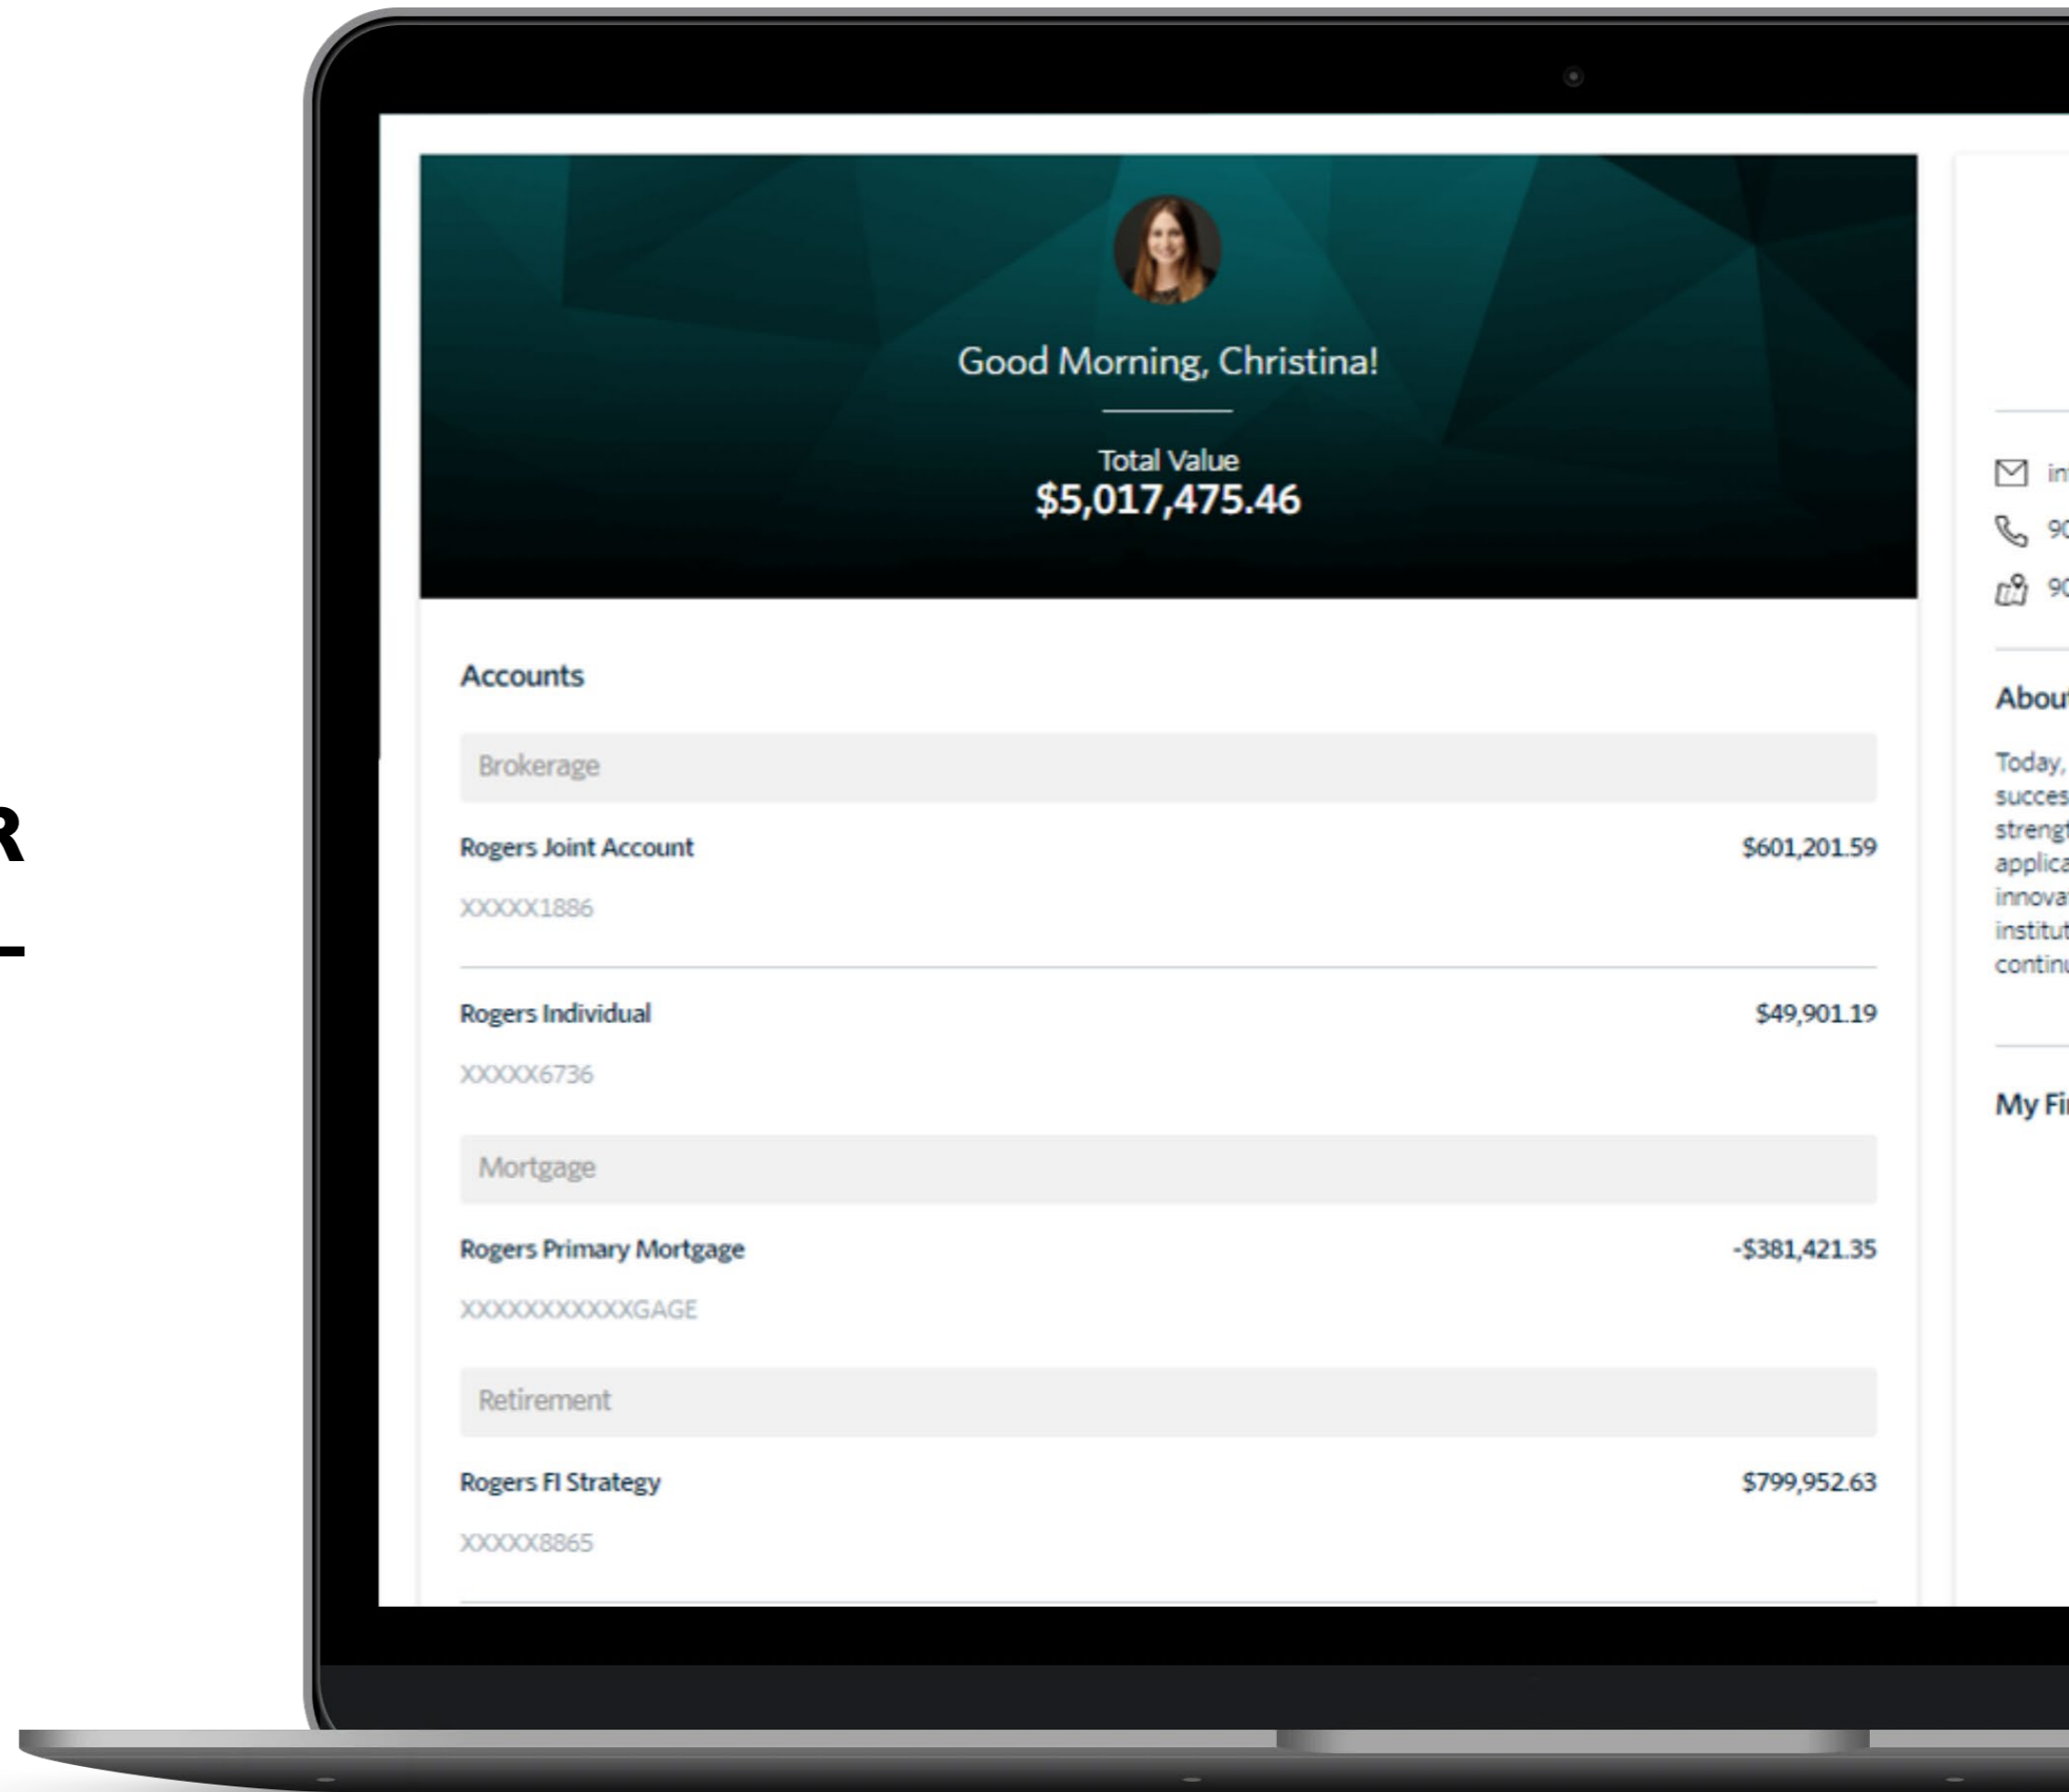 R
Good Morning, Christina!
Total Value
$5,017,475.46
Accounts
Brokerage
Rogers Joint Account $601,201.59
XXXXX1886
Rogers Individual $49,901.19
XXXXX6736
Mortgage
Rogers Primary Mortgage -$381,421.35
XXXXXXXXXXXGAGE
Retirement
Rogers FI Strategy $799,952.63
XXXXX8865
90
90
Today,
My